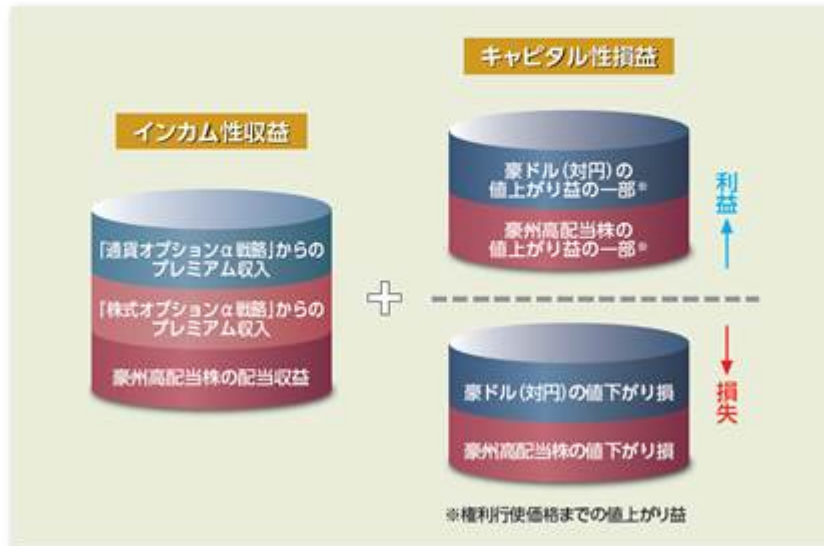 インカム性収益
「通貨オプションα戦略」からの
プレミアム収入
「株式オプションα戦略」からの
プレミアム収入
豪州高配当株の配当収益
＋
キャピタル性損益
豪ドル（対円）の
値上がり益の一部※
豪州高配当株の
値上がり益の一部※
利益
豪ドル（対円）の値下がり損
豪州高配当株の値下がり損
損失
※権利行使価格までの値上がり益